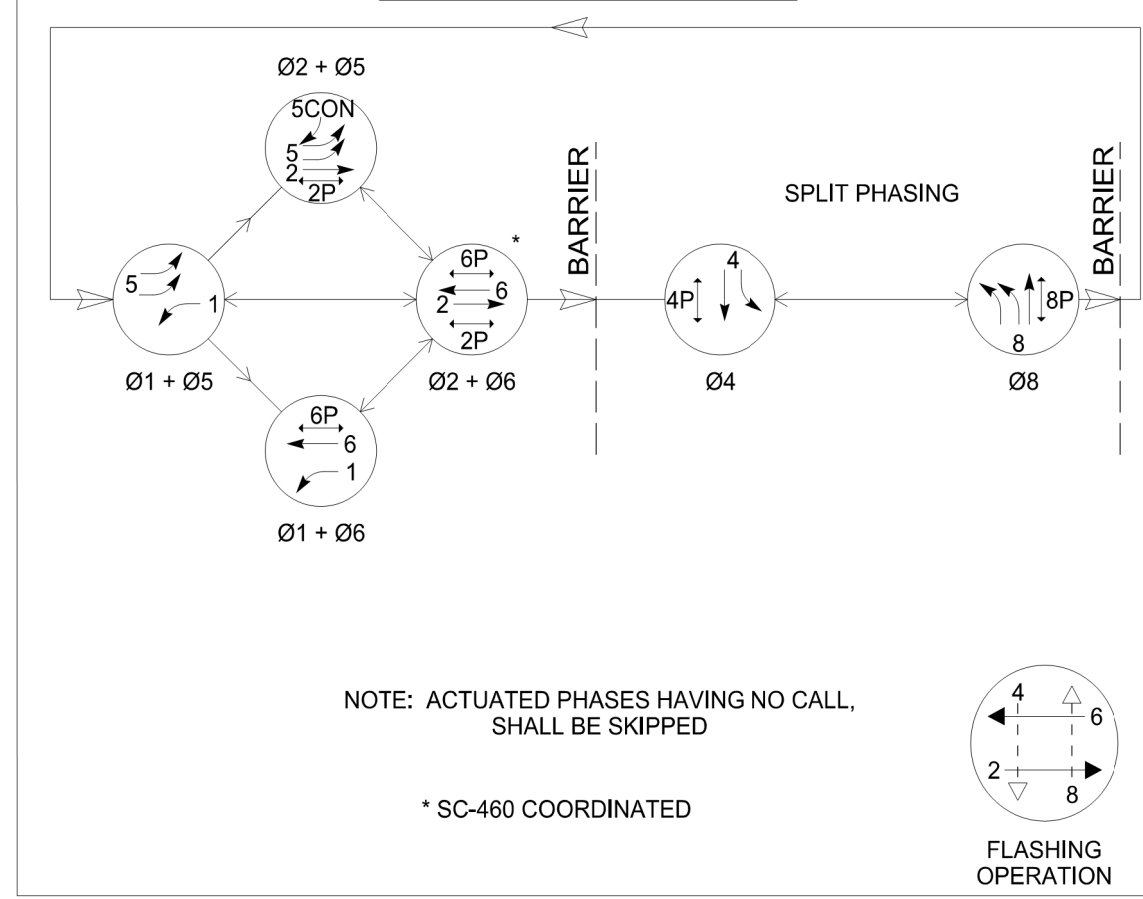 Ø2 + Ø5
5CON
5
2
2P
5
1
Ø1 + Ø5
*
6P
6
2
2P
Ø2 + Ø6
6P
6
1
Ø1 + Ø6
BARRIER
SPLIT PHASING
4
4P
Ø4
8P
8
Ø8
BARRIER
NOTE: ACTUATED PHASES HAVING NO CALL,
SHALL BE SKIPPED
* SC-460 COORDINATED
4
6
2
8
FLASHING
OPERATION